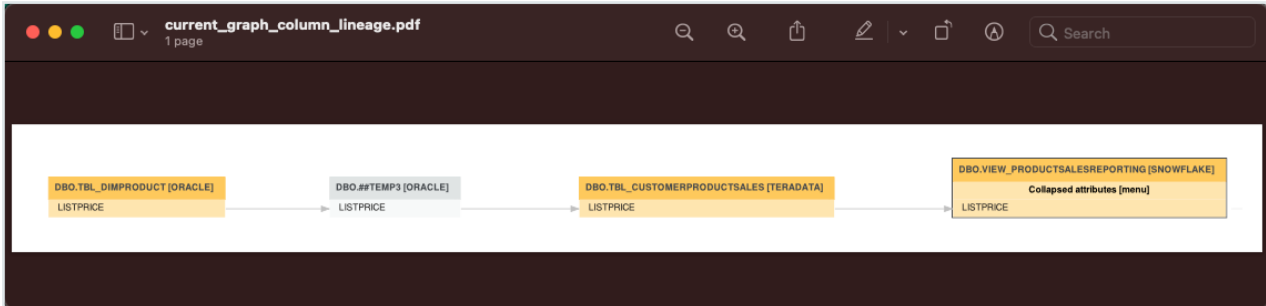 current_graph_column_lineage.pdf
1 page
Search
DBO.TBL_DIMPRODUCT [ORACLE]
LISTPRICE
DBO.##TEMP3 [ORACLE]
LISTPRICE
DBO.TBL_CUSTOMERPRODUCTSALES [TERADATA]
LISTPRICE
DBO.VIEW_PRODUCTSALESREPORTING [SNOWFLAKE]
Collapsed attributes [menu]
LISTPRICE